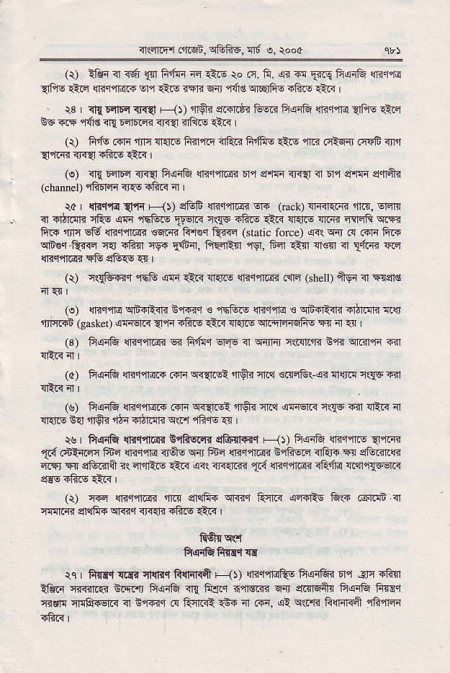 বাংলাদেশ গেজেট, অতিরিক্ত, মার্চ ৩, ২০০৫ ৭৮১
(২) ইঞ্জিন বা বর্জ্য ধূয়া নির্গমন নল হইতে ২০ সে. মি. এর কম দূরত্বে সিএনজি ধারণপাত্র
স্থাপিত হইলে ধারণপাত্রকে তাপ হইতে রক্ষার জন্য পর্যাপ্ত আচ্ছাদিত করিতে হইবে।
২৪। বায়ু চলাচল ব্যবস্থা ।—(১) গাড়ীর প্রকোষ্ঠের ভিতরে সিএনজি ধারণপাত্র স্থাপিত হইলে
উক্ত কক্ষে পর্যাপ্ত বায়ু চলাচলের ব্যবস্থা রাখিতে হইবে।
(২) নির্গত কোন গ্যাস যাহাতে নিরাপদে বাহিরে নির্গমিত হইতে পারে সেইজন্য সেফটি ব্যাগ
স্থাপনের ব্যবস্থা করিতে হইবে।
(৩) বায়ু চলাচল ব্যবস্থা সিএনজি ধারণপাত্রের চাপ প্রশমন ব্যবস্থা বা চাপ প্রশমন প্রণালীর
(channel) পরিচালন ব্যহত করিবে না।
২৫। ধারণপাত্র স্থাপন ।—(১) প্রতিটি ধারণপাত্রের তাক (rack) যানবাহনের গায়ে, তালায়
বা কাঠামোর সহিত এমন পদ্ধতিতে দৃঢ়ভাবে সংযুক্ত করিতে হইবে যাহাতে যানের লম্বালম্বি অক্ষের
দিকে গ্যাস ভর্তি ধারণপাত্রের ওজনের বিশগুণ স্থিরবল (static force) এবং অন্য যে কোন দিকে
আটগুণ স্থিরবল সহ্য করিয়া সড়ক দুর্ঘটনা, পিছলাইয়া পড়া, ঢিলা হইয়া যাওয়া বা ঘূর্ণনের ফলে
ধারণপাত্রের ক্ষতি প্রতিহত হয়।
(২) সংযুক্তিকরণ পদ্ধতি এমন হইবে যাহাতে ধারণপাত্রের খোল (shell) পীড়ন বা ক্ষয়প্রাপ্ত
না হয়।
(৩) ধারণপাত্র আটকাইবার উপকরণ ও পদ্ধতিতে ধারণপাত্র ও আটকাইবার কাঠামোর মধ্যে
গ্যাসকেট (gasket) এমনভাবে স্থাপন করিতে হইবে যাহাতে আন্দোলনজনিত ক্ষয় না হয়।
(৪) সিএনজি ধারণপাত্রের ভর নির্গমণ ভাল্‌ভ বা অন্যান্য সংযোগের উপর আরোপন করা
যাইবে না।
(৫) সিএনজি ধারণপাত্রকে কোন অবস্থাতেই গাড়ীর সাথে ওয়েলডিং-এর মাধ্যমে সংযুক্ত করা
যাইবে না।
(৬) সিএনজি ধারণপাত্রকে কোন অবস্থাতেই গাড়ীর সাথে এমনভাবে সংযুক্ত করা যাইবে না
যাহাতে উহা গাড়ীর গঠন কাঠামোর অংশে পরিণত হয়।
২৬। সিএনজি ধারণপাত্রের উপরিতলের প্রক্রিয়াকরণ ।—(১) সিএনজি ধারণপাতে স্থাপনের
পূর্বে স্টেইনলেস স্টিল ধারণপাত্র ব্যতীত অন্য স্টিল ধারণপাত্রের উপরিতলে বাহ্যিক ক্ষয় প্রতিরোধের
লক্ষ্যে ক্ষয় প্রতিরোধী রং লাগাইতে হইবে এবং ব্যবহারের পূর্বে ধারণপাত্রের বহির্গাত্র যথোপযুক্তভাবে
প্রস্তুত করিতে হইবে।
(২) সকল ধারণপাত্রের গায়ে প্রাথমিক আবরণ হিসাবে এলকাইড জিংক ক্রোমেট বা
সমমানের প্রাথমিক আবরণ ব্যবহার করিতে হইবে।
দ্বিতীয় অংশ
সিএনজি নিয়ন্ত্রণ যন্ত্র
২৭। নিয়ন্ত্রণ যন্ত্রের সাধারণ বিধানাবলী ।—(১) ধারণপাত্রস্থিত সিএনজির চাপ হ্রাস করিয়া
ইঞ্জিনে সরবরাহের উদ্দেশ্যে সিএনজি বায়ু মিশ্রণে রূপান্তরের জন্য প্রয়োজনীয় সিএনজি নিয়ন্ত্রণ
সরঞ্জাম সামগ্রিকভাবে বা উপকরণ যে হিসাবেই হউক না কেন, এই অংশের বিধানাবলী পরিপালন
করিবে।